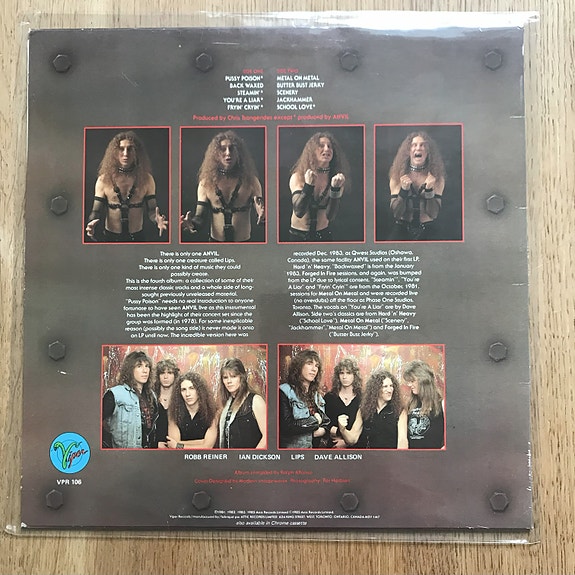 SIDE ONE
PUSSY POISON*
BACK WAXED
STEAMIN'*
YOU'RE A LIAR*
FRYIN' CRYIN'*
SIDE TWO
METAL ON METAL
BUTTER BUST JERKY
SCENERY
JACKHAMMER
SCHOOL LOVE*
Produced by Chris Tsangarides except * produced by ANVIL
There is only one ANVIL.
There is only one creature called Lips.
There is only one kind of music they could
possibly create.
This is the fourth album: a collection of some of their
most intense classic tracks and a whole side of long-
sought previously unreleased tracks.
"Pussy Poison" needs no real introduction to anyone
fortunate to have seen ANVIL live as this instrumental
has been the highlight of their concert set since the
group was formed (in 1978). For some inexplicable
reason (possibly the song title) it never made it onto
an LP until now. The incredible version here was
recorded Dec. 1983, at Qwest Studios (Oshawa,
Canada), the same facility ANVIL used on their first LP,
Hard 'n' Heavy. "Backwaxed" is from the January
1983, Forged In Fire sessions, and again, was bumped
from the LP due to lyrical content. "Steamin'", "You're
A Liar" and "Fryin' Cryin'" are from the October, 1981,
sessions for Metal On Metal and were recorded live
(no overdubs) off the floor at Phase One Studios,
Toronto. The vocals on "You're A Liar" are by Dave
Allison. Side two's classics are from Hard 'n' Heavy
("School Love"), Metal On Metal ("Scenery",
"Jackhammer", "Metal On Metal") and Forged In Fire
("Butter Bust Jerky").
ROBB REINER IAN DICKSON LIPS DAVE ALLISON
Viper
VPR 106
Album compiled by Ralph Alfonso
also available in Chrome cassette